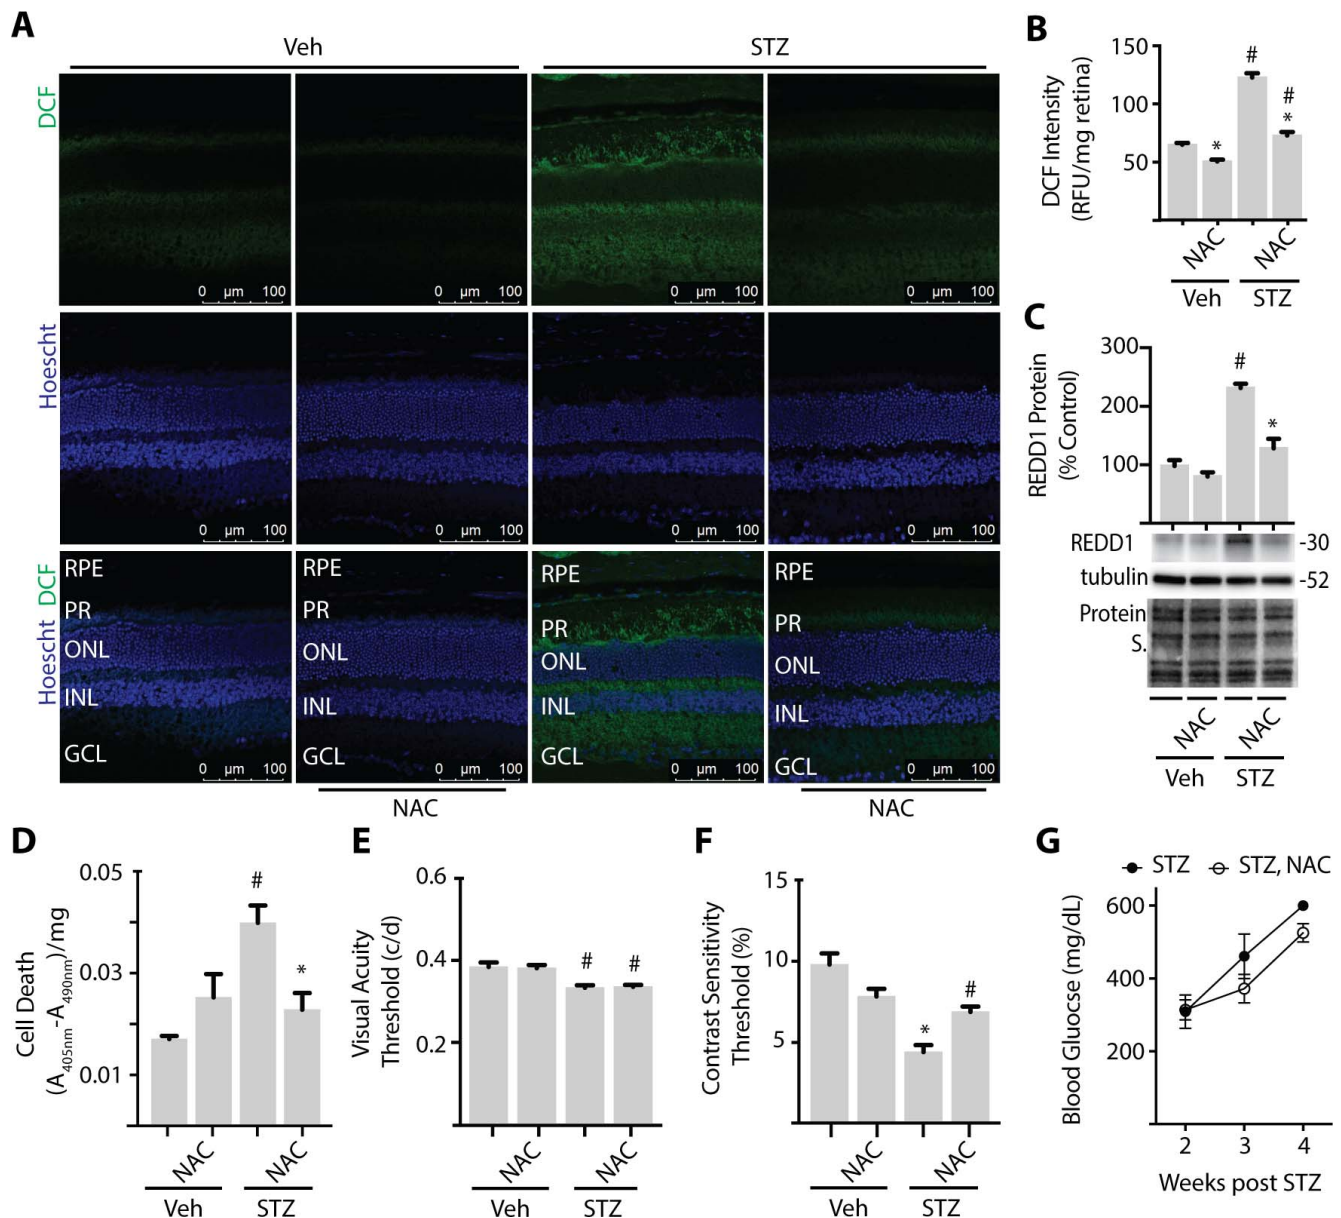 A
Veh
STZ
DCF
0 μm 100
0 μm 100
0 μm 100
0 μm 100
Hoescht
0 μm 100
0 μm 100
0 μm 100
0 μm 100
Hoescht DCF
RPE
PR
ONL
INL
GCL
0 μm 100
RPE
PR
ONL
INL
GCL
0 μm 100
RPE
PR
ONL
INL
GCL
0 μm 100
RPE
PR
ONL
INL
GCL
0 μm 100
NAC
NAC
B
DCF Intensity
(RFU/mg retina)
150
100
50
*
#
#
*
NAC
NAC
Veh
STZ
C
REDD1 Protein
(% Control)
300
200
100
#
*
REDD1
-30
tubulin
-52
Protein
S.
NAC
NAC
Veh
STZ
D
Cell Death
(A405nm-A490nm)/mg
0.05
0.03
0.01
#
*
NAC
NAC
Veh
STZ
E
Visual Acuity
Threshold (c/d)
0.6
0.4
0.2
#
#
NAC
NAC
Veh
STZ
F
Contrast Sensitivity
Threshold (%)
15
10
5
*
#
NAC
NAC
Veh
STZ
G
STZ
STZ, NAC
Blood Gluocse (mg/dL)
600
400
200
2 3 4
Weeks post STZ